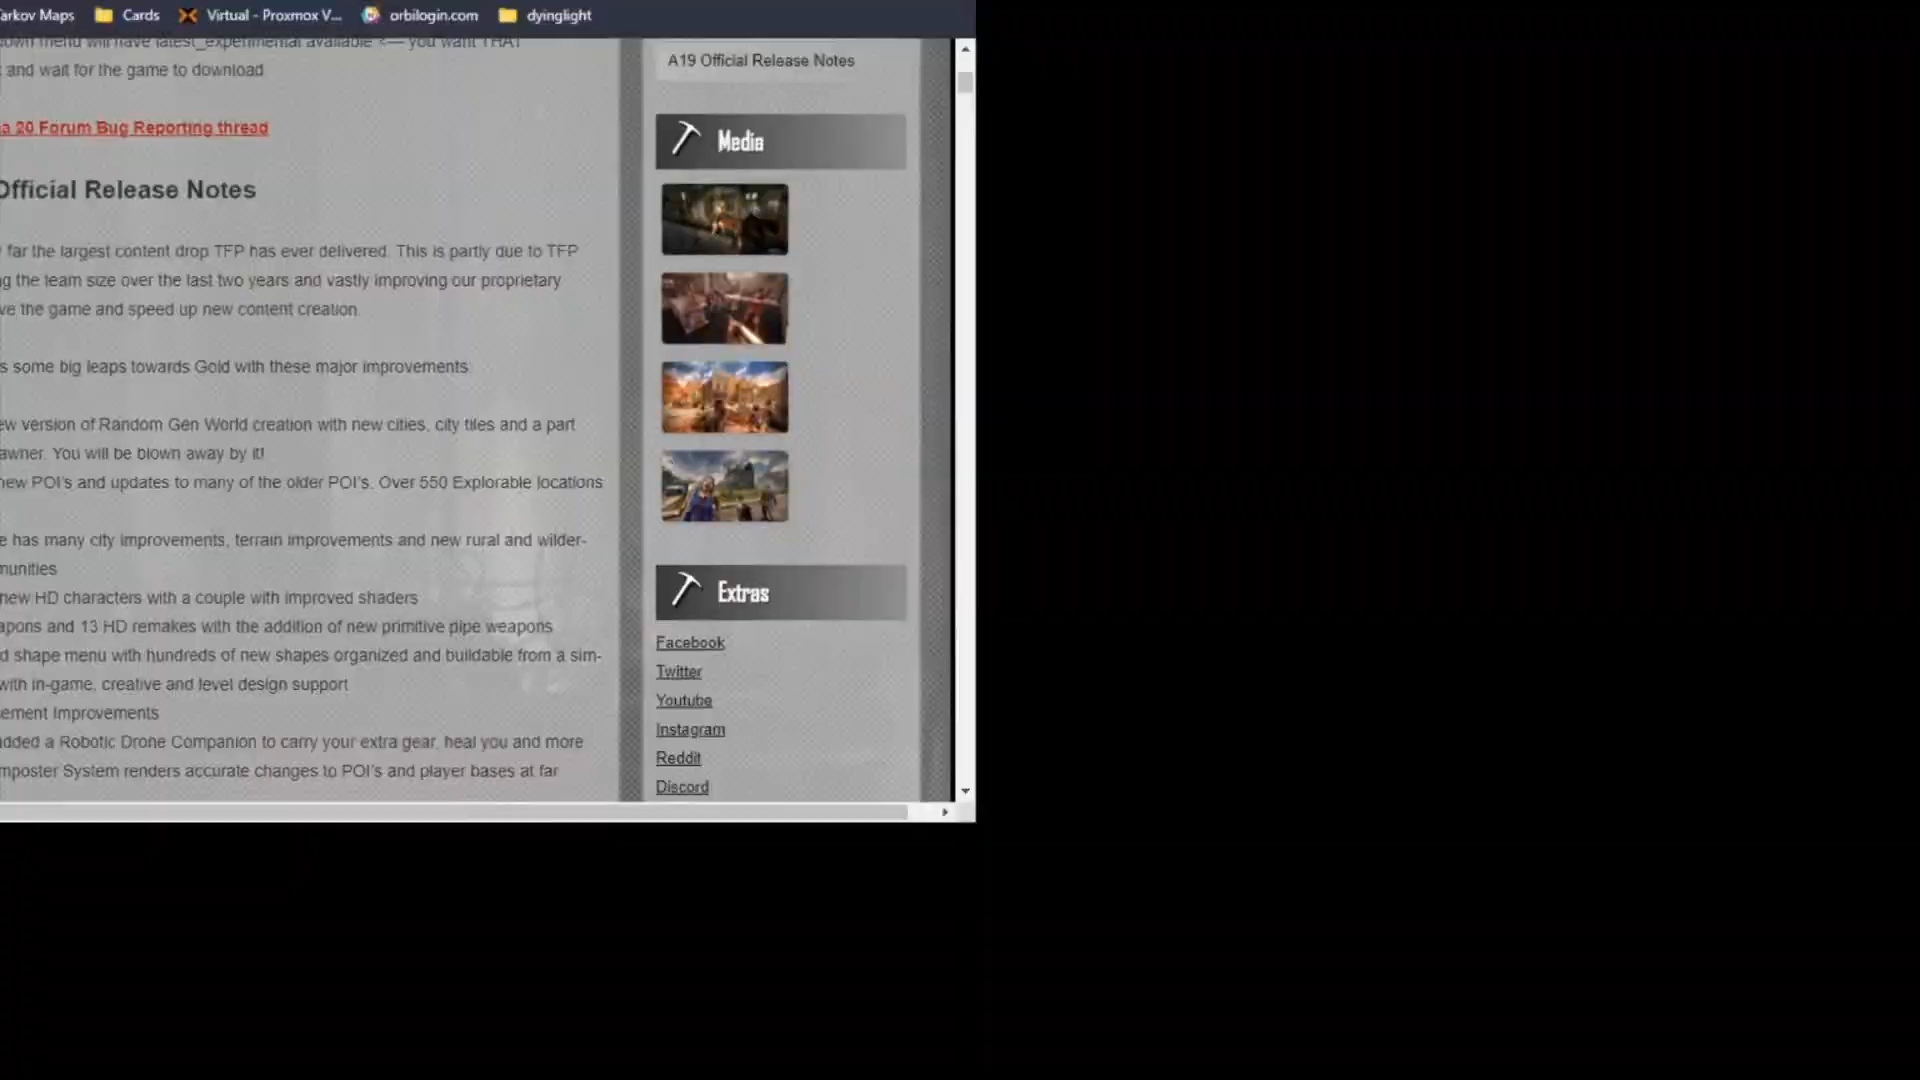 arkov Maps Cards Virtual - Proxmox V... orbilogin.com dyinglight
down menu will have latest_experimental available <— you want THAT
and wait for the game to download
a 20 Forum Bug Reporting thread
Official Release Notes
far the largest content drop TFP has ever delivered. This is partly due to TFP
g the team size over the last two years and vastly improving our proprietary
ve the game and speed up new content creation.
s some big leaps towards Gold with these major improvements:
ew version of Random Gen World creation with new cities, city tiles and a part
awner. You will be blown away by it!
new POI's and updates to many of the older POI's. Over 550 Explorable locations
e has many city improvements, terrain improvements and new rural and wilder-
munities
new HD characters with a couple with improved shaders
apons and 13 HD remakes with the addition of new primitive pipe weapons
d shape menu with hundreds of new shapes organized and buildable from a sim-
with in-game, creative and level design support
ement Improvements
added a Robotic Drone Companion to carry your extra gear, heal you and more
mposter System renders accurate changes to POI's and player bases at far
A19 Official Release Notes
Media
Extras
Facebook
Twitter
Youtube
Instagram
Reddit
Discord